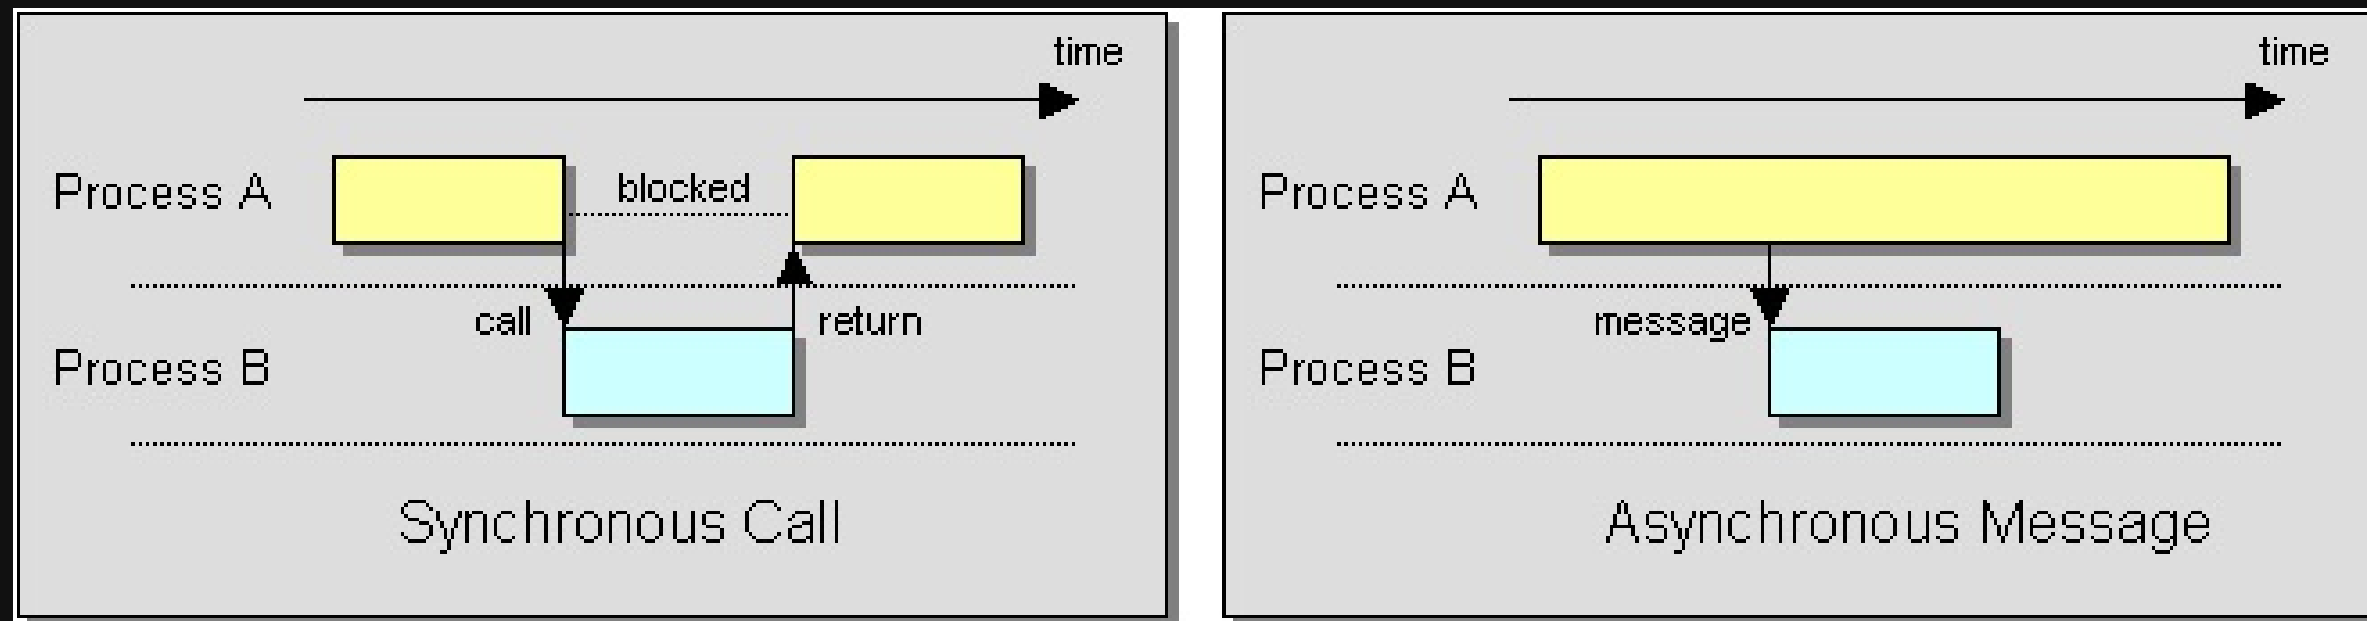 time
Process A
blocked
call
return
Process B
Synchronous Call
time
Process A
message
Process B
Asynchronous Message